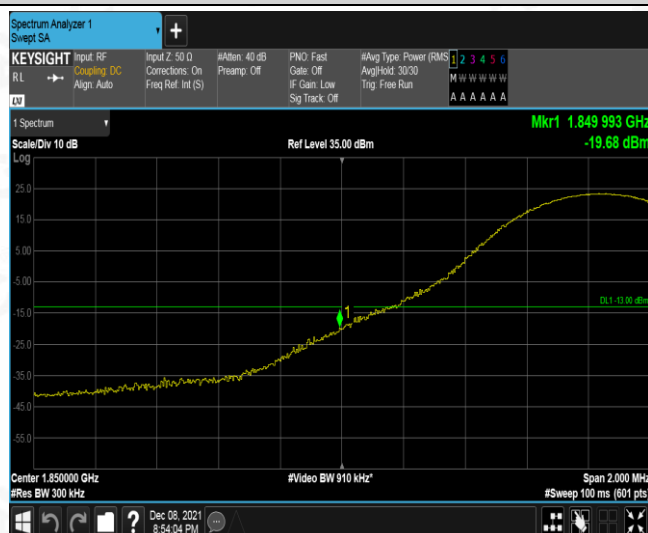 Spectrum Analyzer 1
Swept SA
+
KEYSIGHT
RL
Input: RF
Coupling: DC
Align: Auto
Input Z: 50 Ω
Corrections: On
Freq Ref: Int (S)
#Atten: 40 dB
Preamp: Off
PNO: Fast
Gate: Off
IF Gain: Low
Sig Track: Off
#Avg Type: Power (RMS
Avg|Hold: 30/30
Trig: Free Run
1 2 3 4 5 6
M W W W W W
A A A A A A
LXI
1 Spectrum
Scale/Div 10 dB
Ref Level 35.00 dBm
Mkr1 1.849 993 GHz
-19.68 dBm
Log
25.0
15.0
5.00
-5.00
-15.0
-25.0
-35.0
-45.0
-55.0
1
DL1 -13.00 dBm
Center 1.850000 GHz
#Video BW 910 kHz*
Span 2.000 MHz
#Res BW 300 kHz
#Sweep 100 ms (601 pts)
?
Dec 08, 2021
8:54:04 PM